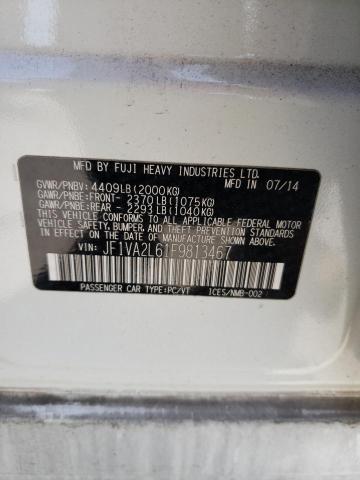 MFD BY FUJI HEAVY INDUSTRIES LTD.
GVWR/PNBV: 4409LB(2000KG) MADE IN 07/14
GAWR/PNBE:FRONT- 2370LB(1075KG)
GAWR/PNBE:REAR - 2293LB(1040KG)
THIS VEHICLE CONFORMS TO ALL APPLICABLE FEDERAL MOTOR
VEHICLE SAFETY, BUMPER, AND THEFT PREVENTION STANDARDS
IN EFFECT ON THE DATE OF MANUFACTURE SHOWN ABOVE.
VIN: JF1VA2L61F9813467
PASSENGER CAR TYPE:PC/VT ICES/NMB-002